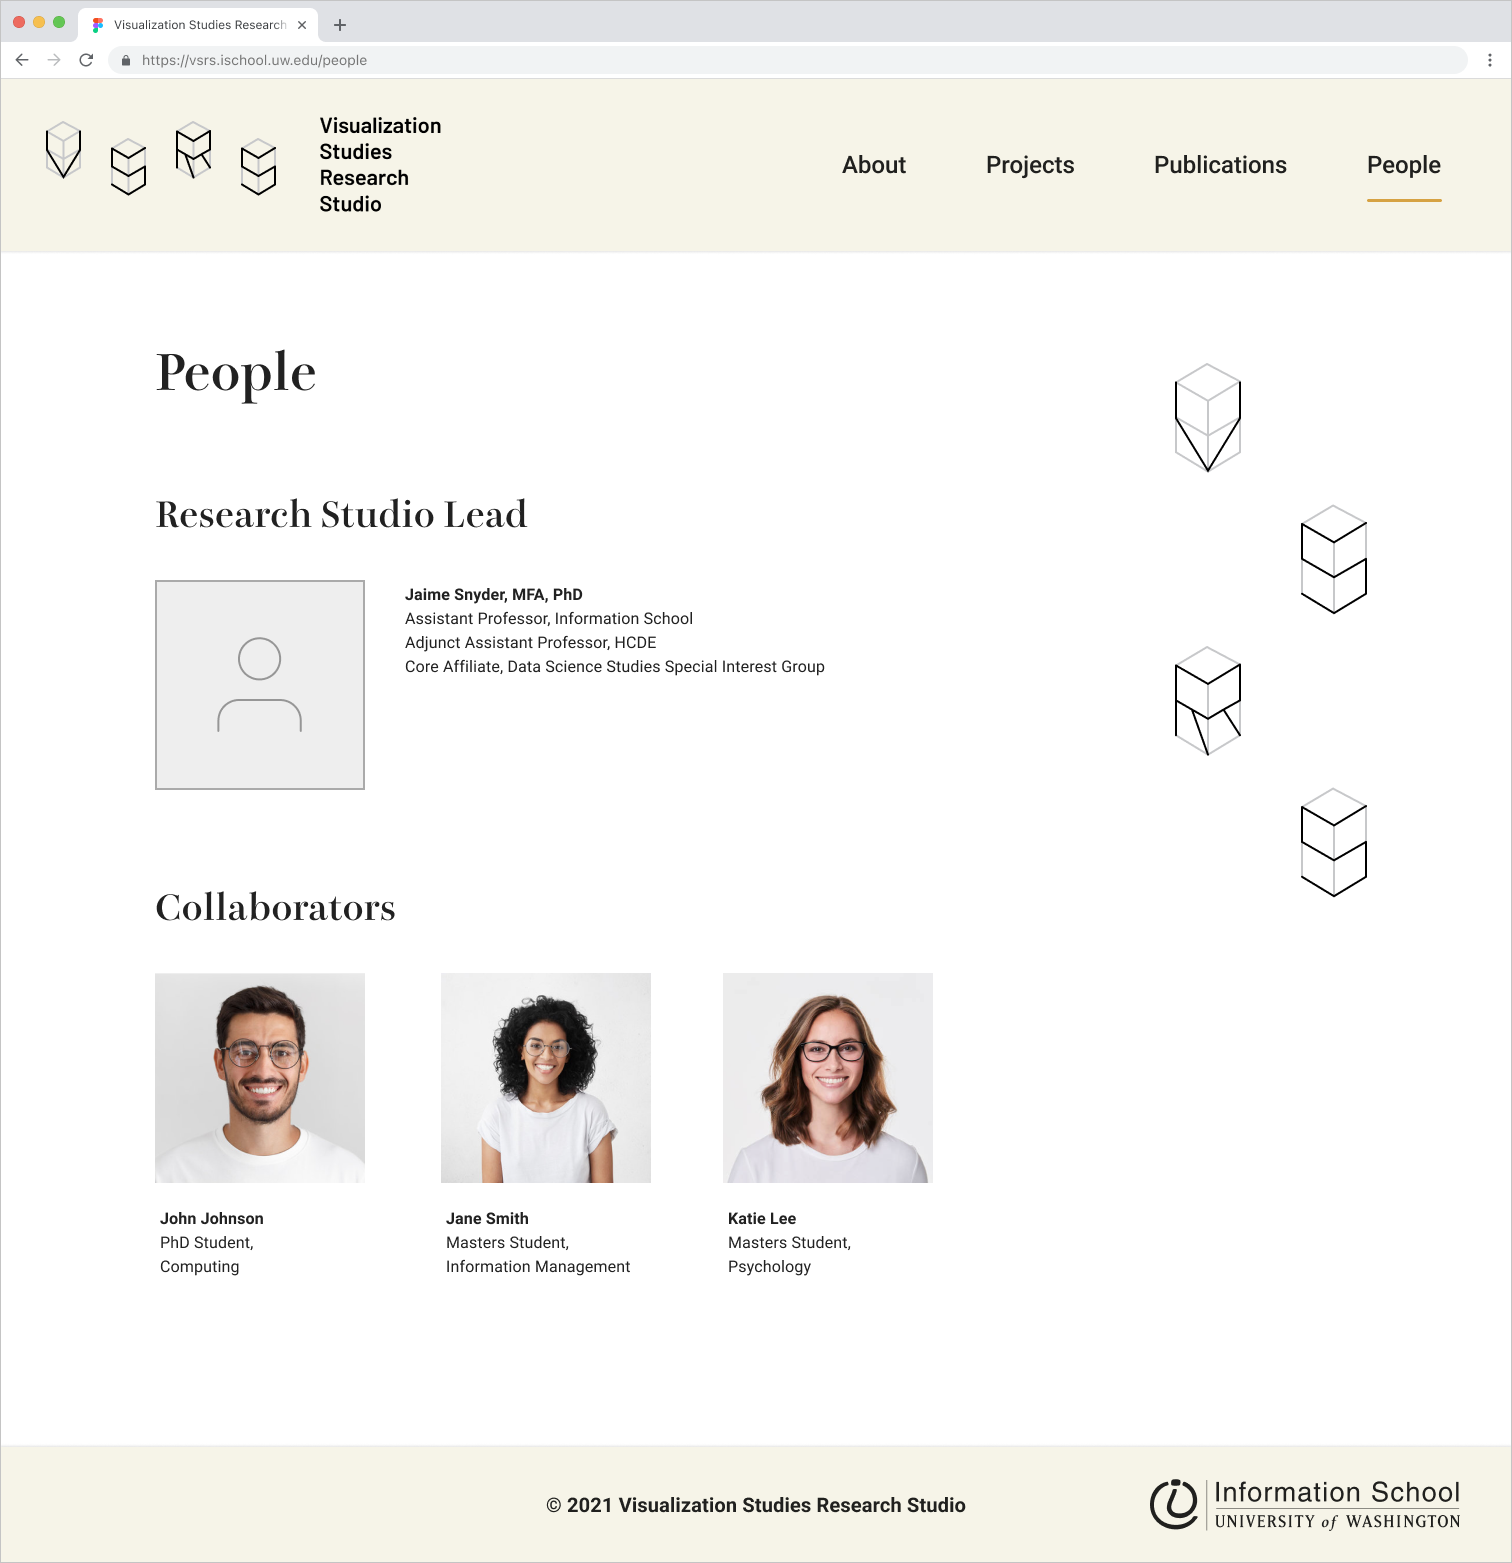 Visualization Studies Research
https://vsrs.ischool.uw.edu/people
VSRS
Visualization
Studies
Research
Studio
About
Projects
Publications
People
People
V
S
R
S
Research Studio Lead
Jaime Snyder, MFA, PhD
Assistant Professor, Information School
Adjunct Assistant Professor, HCDE
Core Affiliate, Data Science Studies Special Interest Group
Collaborators
John Johnson
PhD Student,
Computing
Jane Smith
Masters Student,
Information Management
Katie Lee
Masters Student,
Psychology
© 2021 Visualization Studies Research Studio
Information School
UNIVERSITY of WASHINGTON